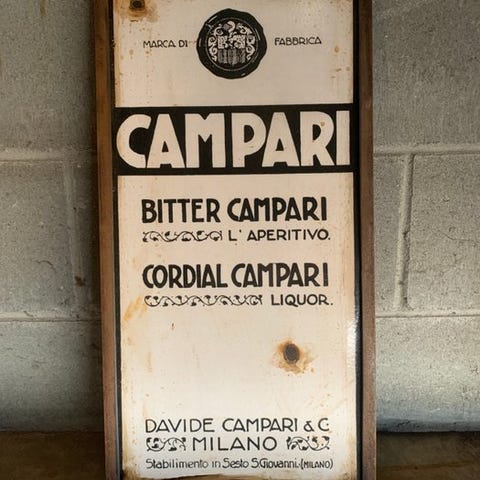 MARCA DI FABBRICA
CAMPARI
BITTER CAMPARI
L' APERITIVO.
CORDIAL CAMPARI
LIQUOR.
DAVIDE CAMPARI & C
MILANO
Stabilimento in Sesto S. Giovanni-(MILANO)